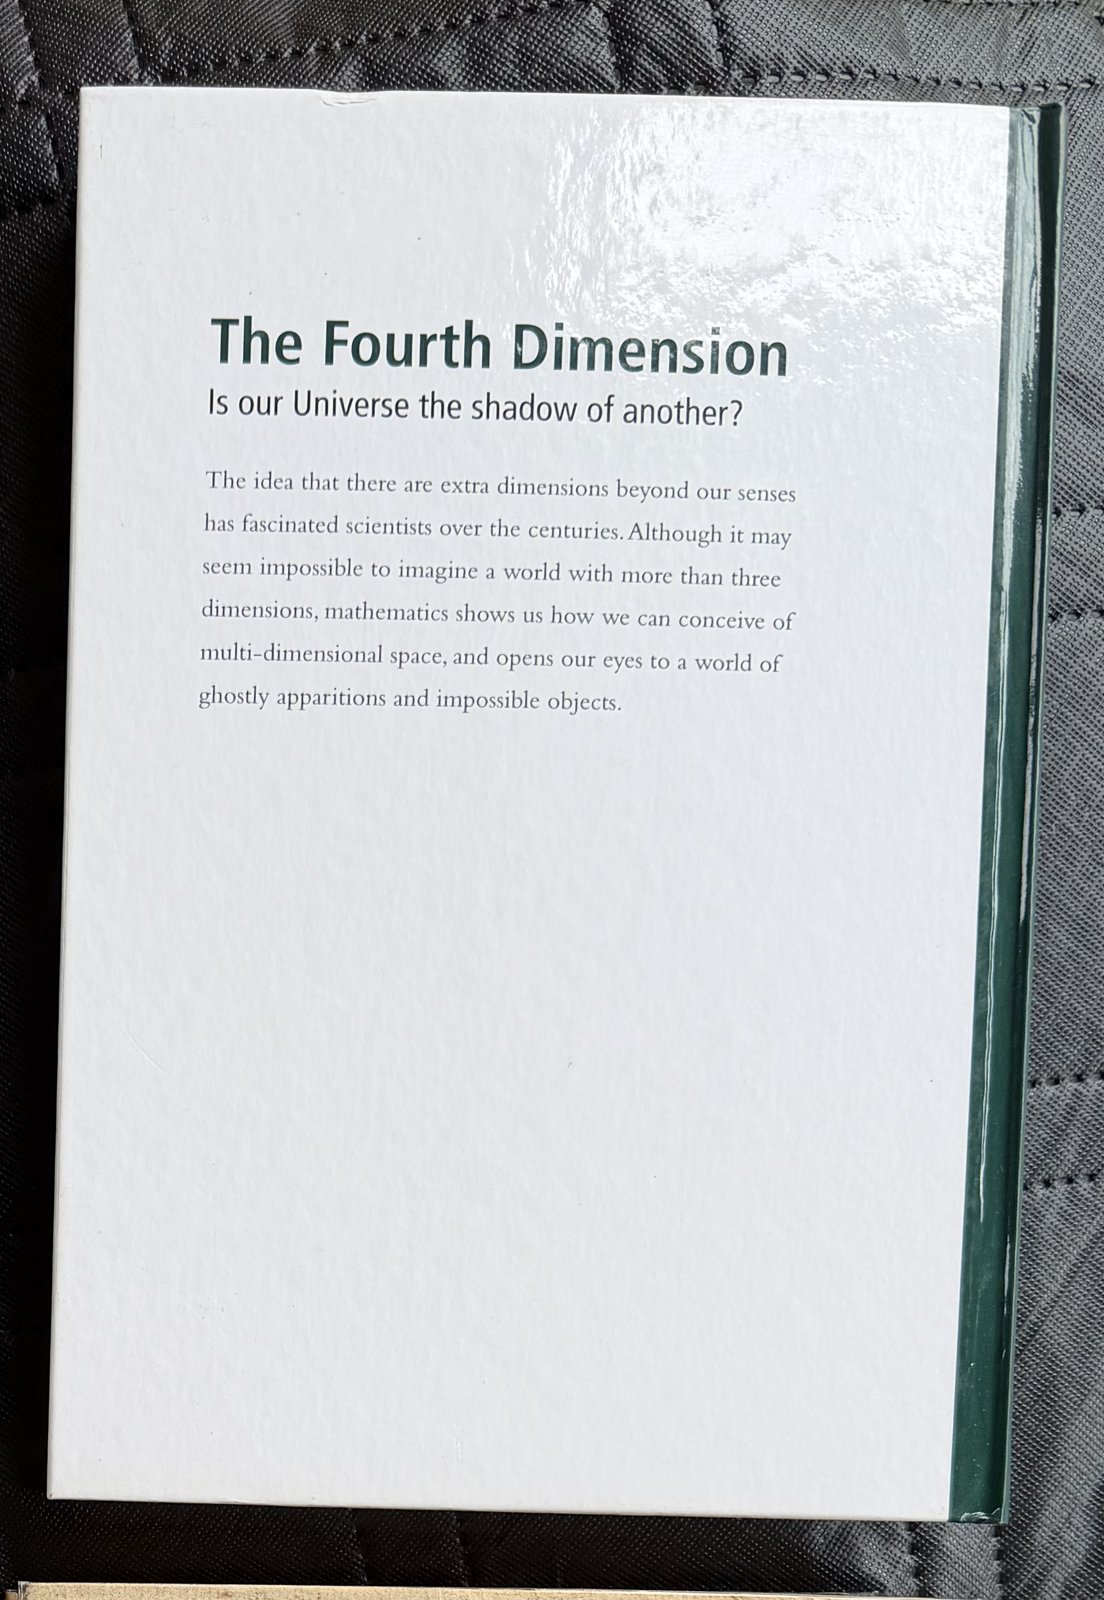 The Fourth Dimension
Is our Universe the shadow of another?
The idea that there are extra dimensions beyond our senses
has fascinated scientists over the centuries. Although it may
seem impossible to imagine a world with more than three
dimensions, mathematics shows us how we can conceive of
multi-dimensional space, and opens our eyes to a world of
ghostly apparitions and impossible objects.